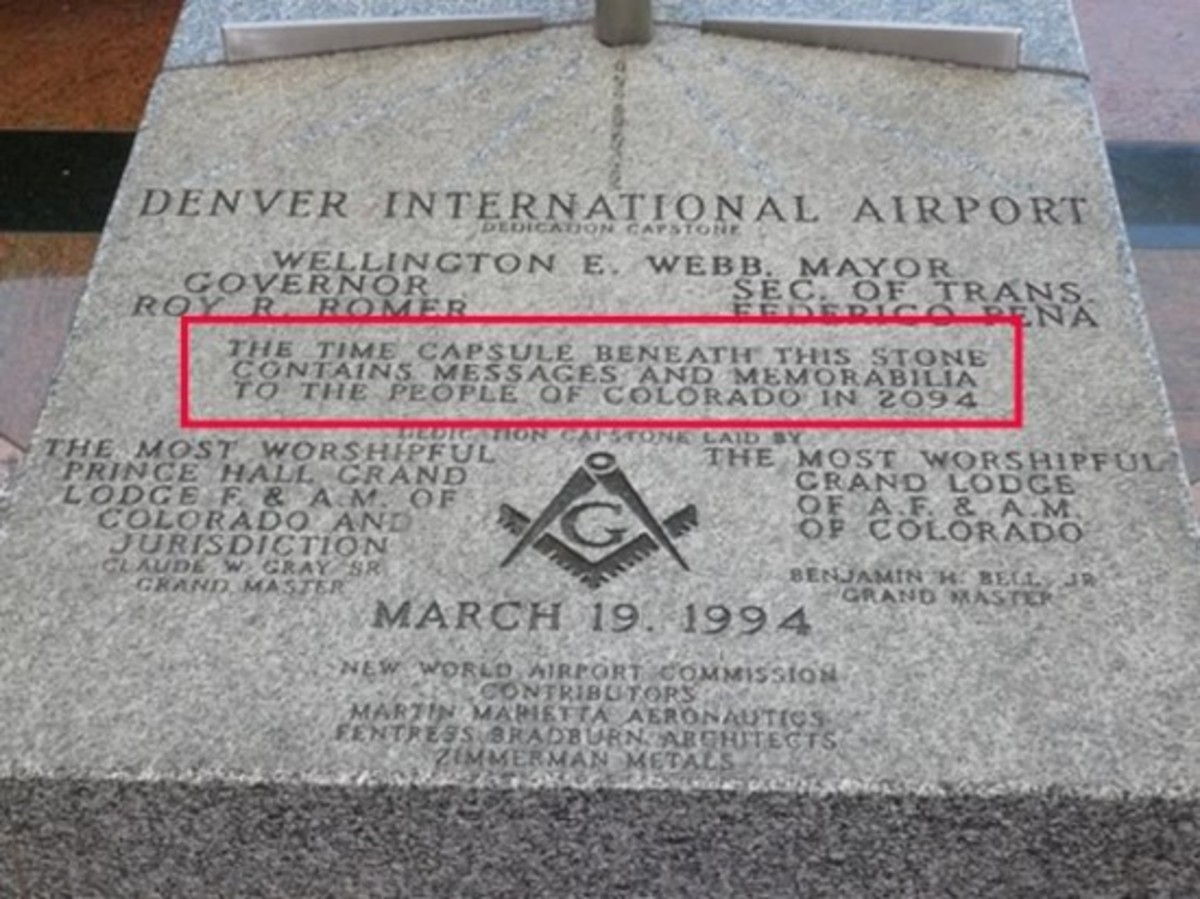 DENVER INTERNATIONAL AIRPORT
DEDICATION CAPSTONE
WELLINGTON E. WEBB, MAYOR
GOVERNOR
ROY R. ROMER
SEC. OF TRANS.
FEDERICO PENA
THE TIME CAPSULE BENEATH THIS STONE
CONTAINS MESSAGES AND MEMORABILIA
TO THE PEOPLE OF COLORADO IN 2094
DEDICATION CAPSTONE LAID BY
THE MOST WORSHIPFUL
PRINCE HALL GRAND
LODGE F. & A.M. OF
COLORADO AND
JURISDICTION
CLAUDE W. GRAY SR.
GRAND MASTER
G
THE MOST WORSHIPFUL
GRAND LODGE
OF A.F. & A.M.
OF COLORADO
BENJAMIN H. BELL, JR.
GRAND MASTER
MARCH 19, 1994
NEW WORLD AIRPORT COMMISSION
CONTRIBUTORS
MARTIN MARIETTA AERONAUTICS
FENTRESS BRADBURN ARCHITECTS
ZIMMERMAN METALS